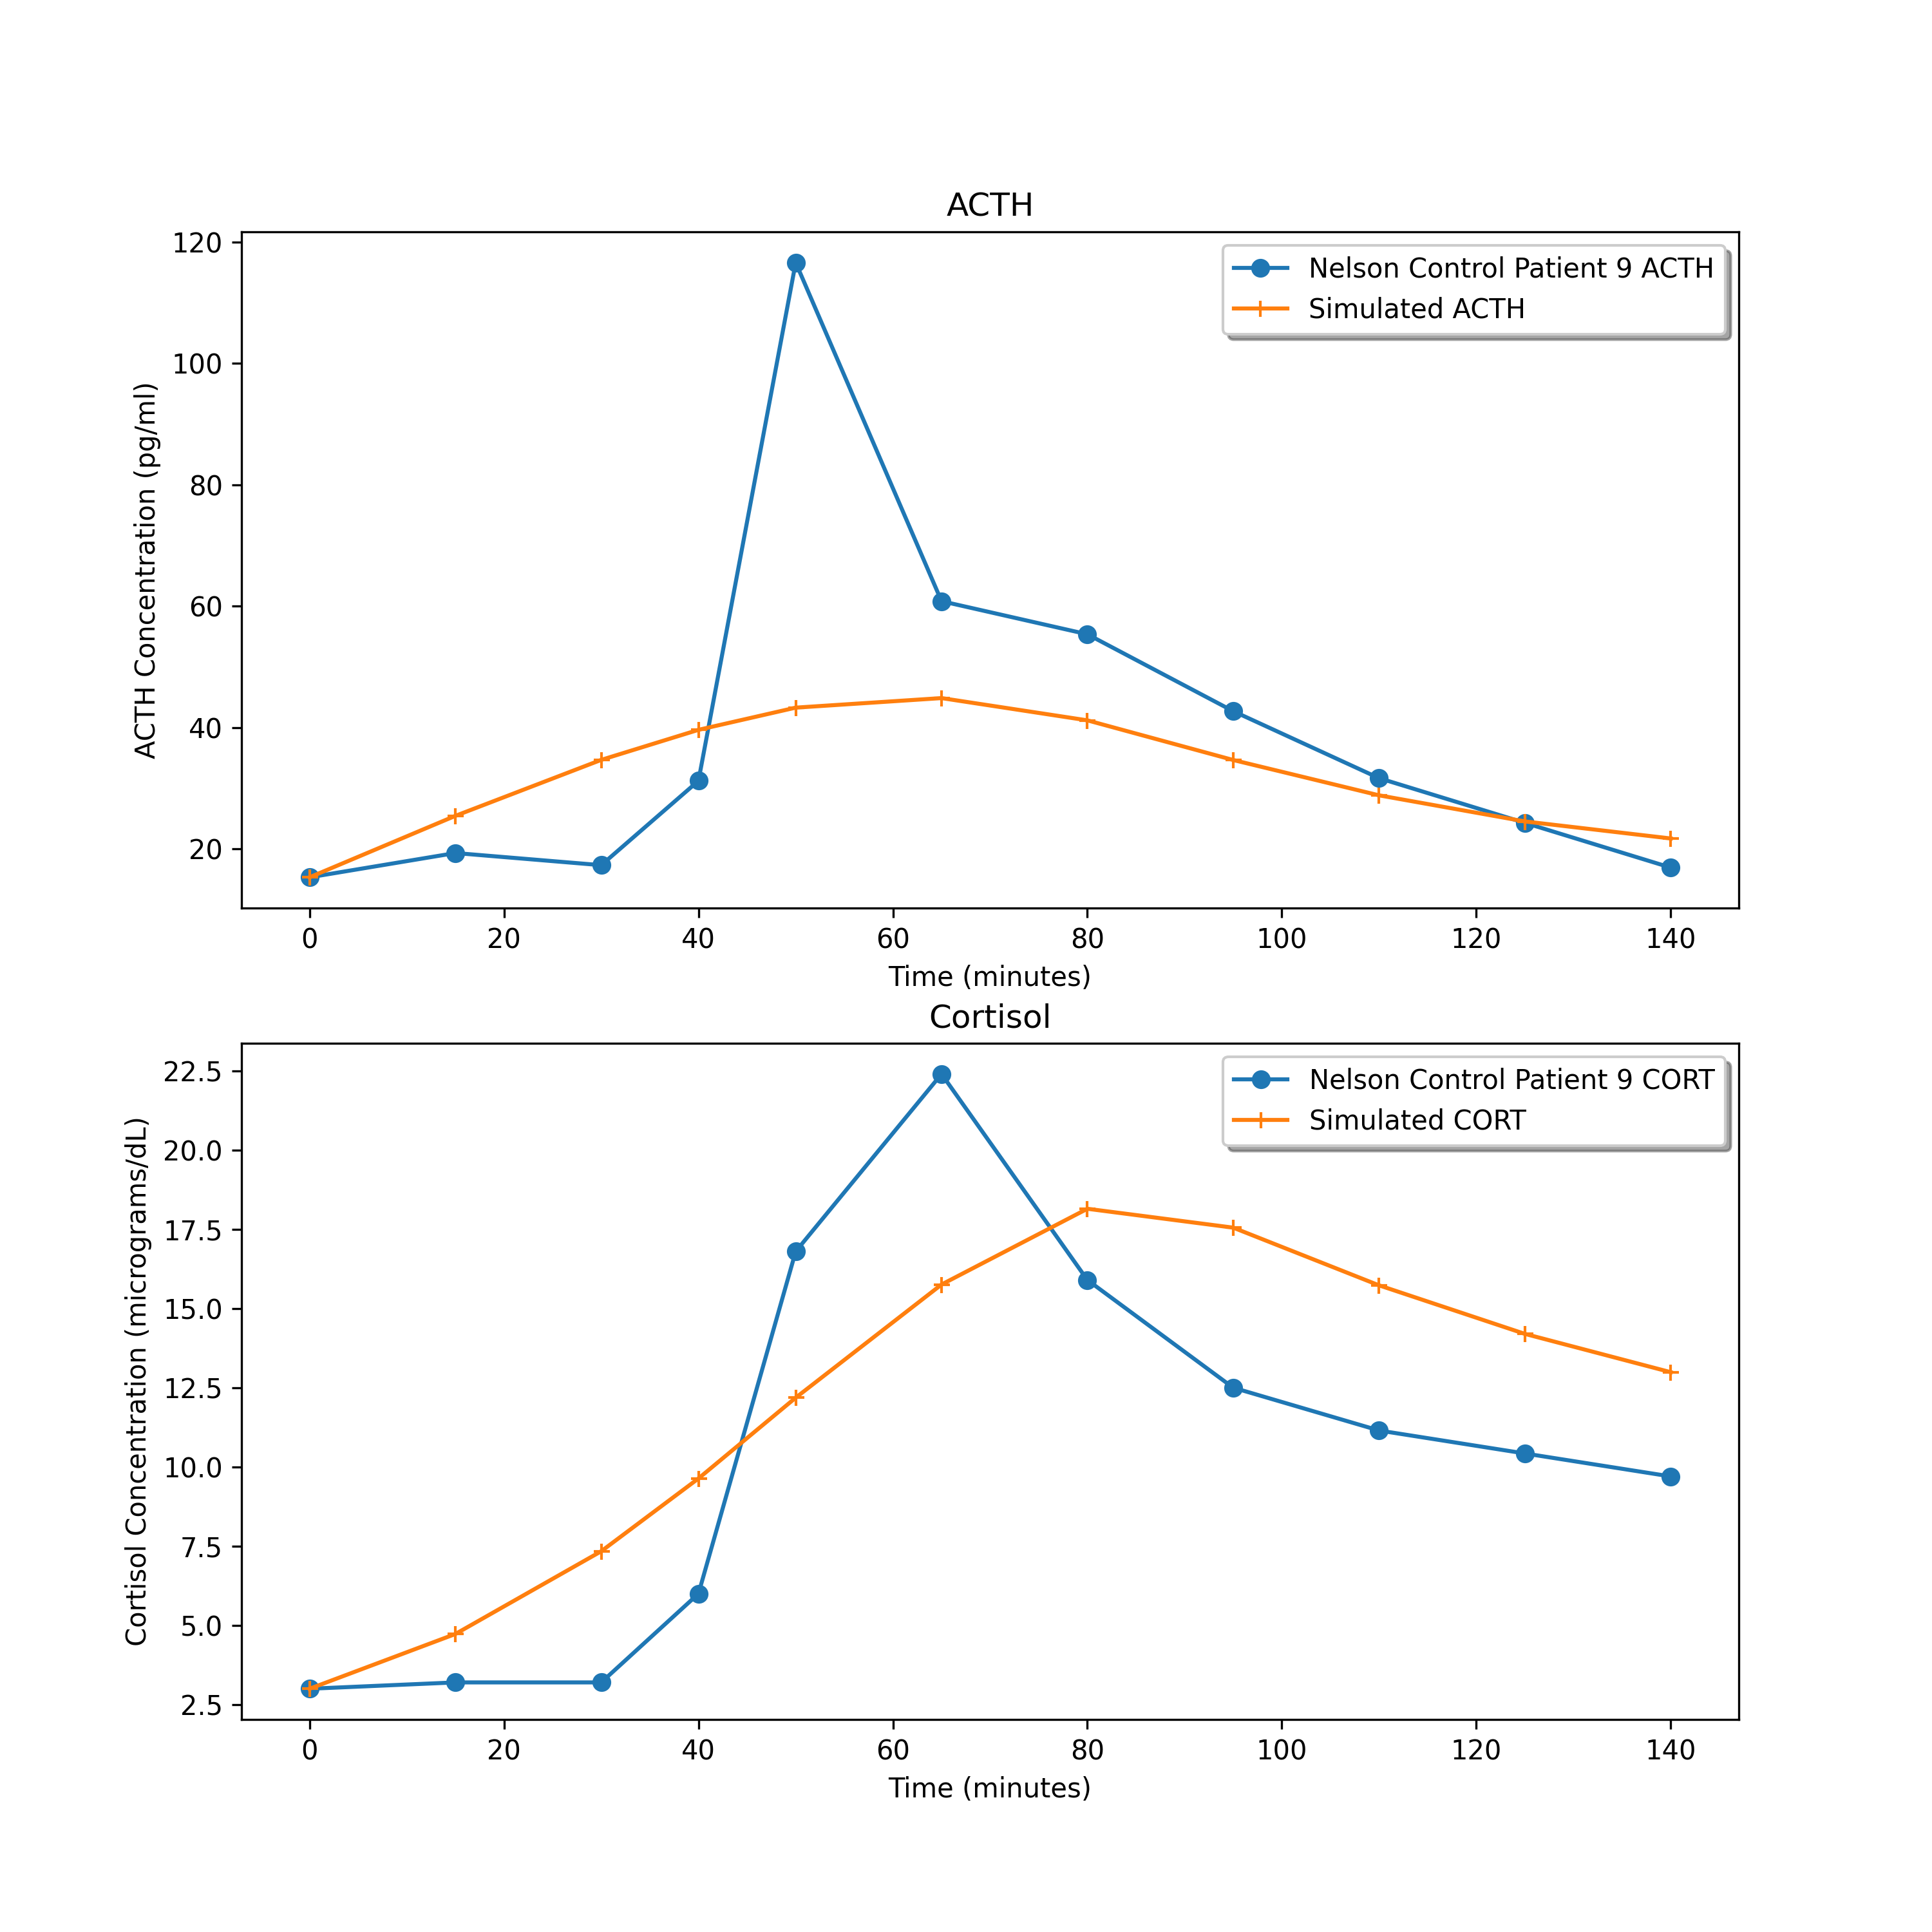 ACTH
120
100
80
60
40
20
ACTH Concentration (pg/ml)
Nelson Control Patient 9 ACTH
Simulated ACTH
0 20 40 60 80 100 120 140
Time (minutes)
Cortisol
22.5
20.0
17.5
15.0
12.5
10.0
7.5
5.0
2.5
Cortisol Concentration (micrograms/dL)
Nelson Control Patient 9 CORT
Simulated CORT
0 20 40 60 80 100 120 140
Time (minutes)